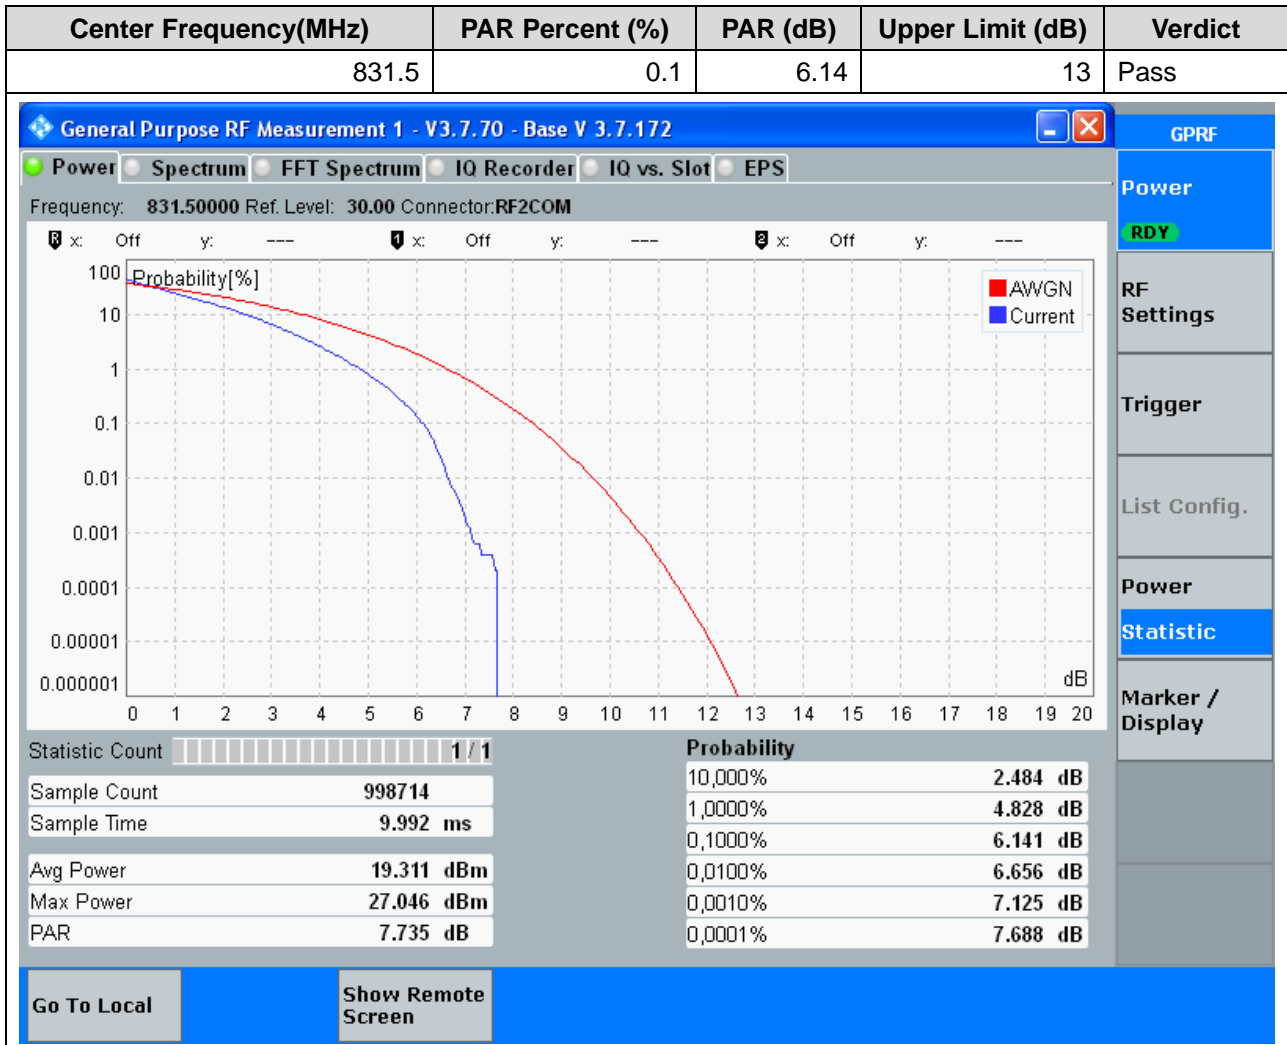 Center Frequency(MHz) PAR Percent (%) PAR (dB) Upper Limit (dB) Verdict
831.5 0.1 6.14 13 Pass
General Purpose RF Measurement 1 - V3.7.70 - Base V 3.7.172
GPRF
Power Spectrum FFT Spectrum IQ Recorder IQ vs. Slot EPS
Power
RDY
Frequency: 831.50000 Ref. Level: 30.00 Connector:RF2COM
R x: Off y: --- 1 x: Off y: --- 2 x: Off y: ---
Probability[%]
AWGN
Current
100
10
1
0.1
0.01
0.001
0.0001
0.00001
0.000001
dB
0 1 2 3 4 5 6 7 8 9 10 11 12 13 14 15 16 17 18 19 20
RF
Settings
Trigger
List Config.
Power
Statistic
Marker /
Display
Statistic Count 1 / 1
Sample Count 998714
Sample Time 9.992 ms
Avg Power 19.311 dBm
Max Power 27.046 dBm
PAR 7.735 dB
Probability
10,000% 2.484 dB
1,0000% 4.828 dB
0,1000% 6.141 dB
0,0100% 6.656 dB
0,0010% 7.125 dB
0,0001% 7.688 dB
Go To Local
Show Remote
Screen